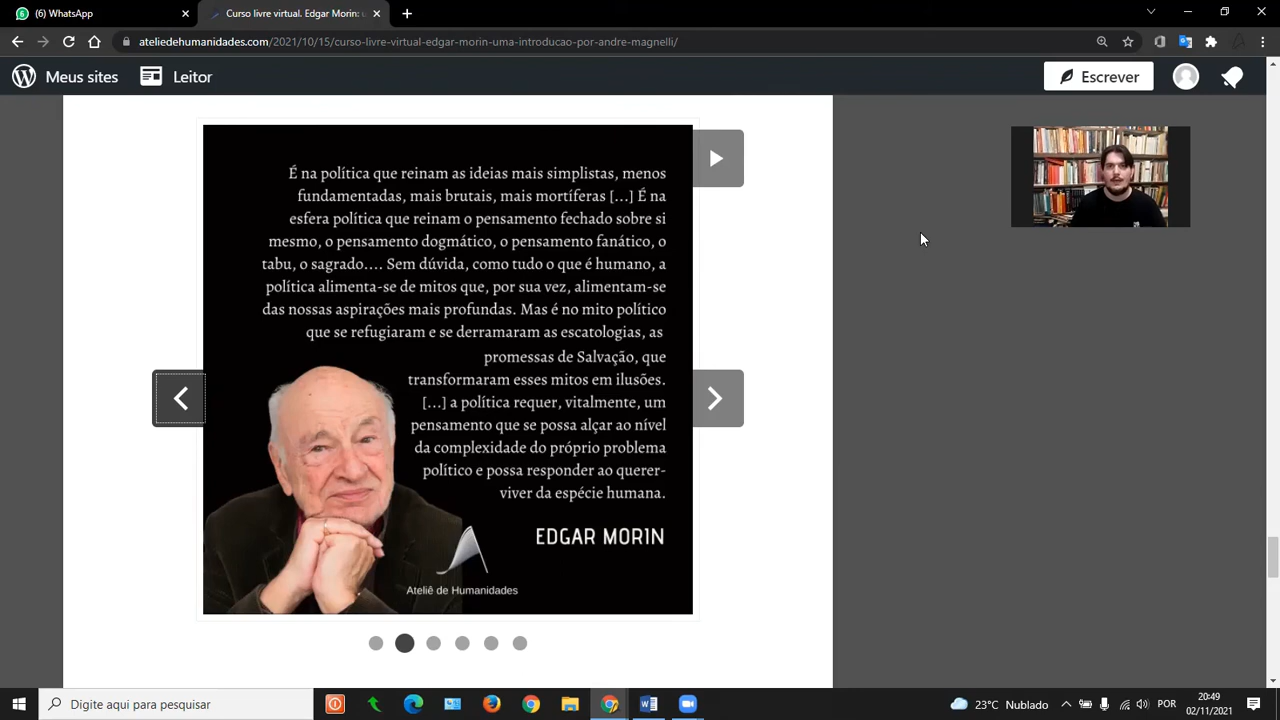 (6) WhatsApp
Curso livre virtual. Edgar Morin: u
ateliedehumanidades.com/2021/10/15/curso-livre-virtual-edgar-morin-uma-introducao-por-andre-magnelli/
Meus sites
Leitor
Escrever
É na política que reinam as ideias mais simplistas, menos
fundamentadas, mais brutais, mais mortíferas [...] É na
esfera política que reinam o pensamento fechado sobre si
mesmo, o pensamento dogmático, o pensamento fanático, o
tabu, o sagrado.... Sem dúvida, como tudo o que é humano, a
política alimenta-se de mitos que, por sua vez, alimentam-se
das nossas aspirações mais profundas. Mas é no mito político
que se refugiaram e se derramaram as escatologias, as
promessas de Salvação, que
transformaram esses mitos em ilusões.
[...] a política requer, vitalmente, um
pensamento que se possa alçar ao nível
da complexidade do próprio problema
político e possa responder ao querer-
viver da espécie humana.
EDGAR MORIN
Ateliê de Humanidades
Digite aqui para pesquisar
23°C Nublado
POR
20:49
02/11/2021